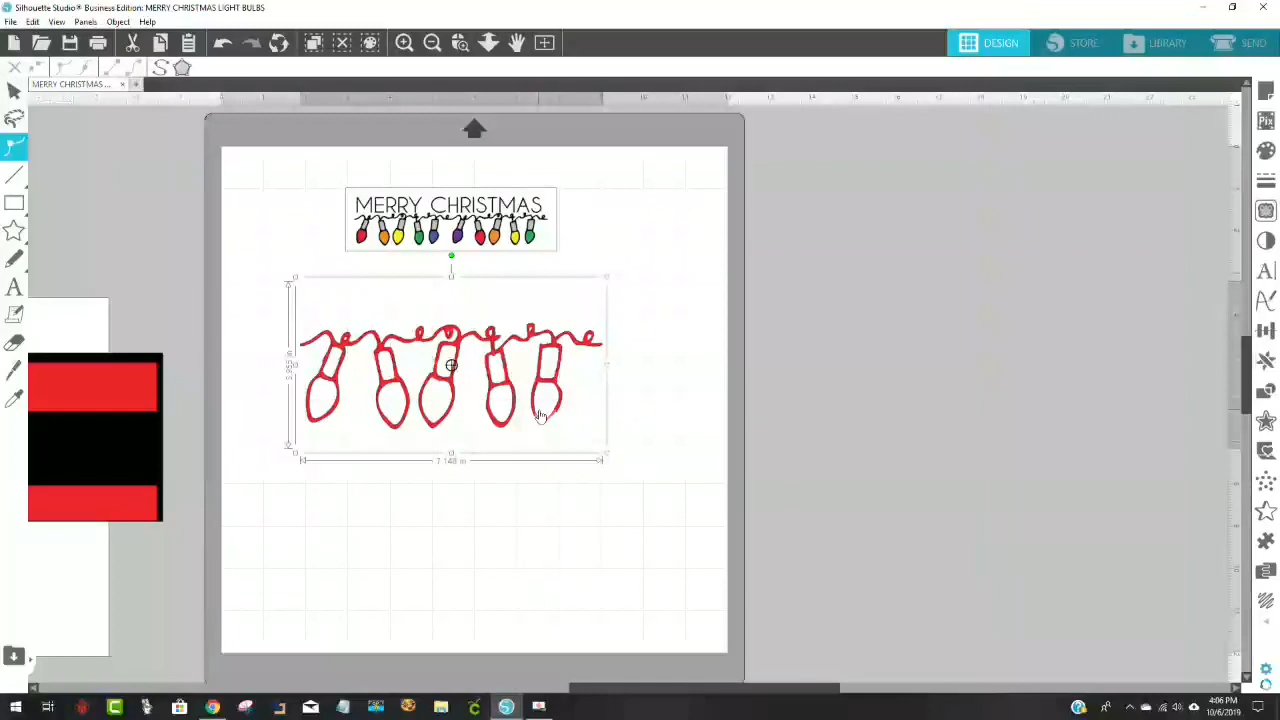 Silhouette Studio® Business Edition: MERRY CHRISTMAS LIGHT BULBS
File Edit View Panels Object Help
DESIGN STORE LIBRARY SEND
MERRY CHRISTMAS ...
MERRY CHRISTMAS
4:06 PM
10/6/2019